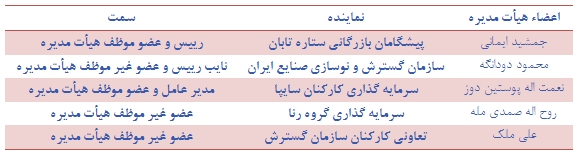 اعضاء هیأت مدیره نماینده سمت
جمشید ایمانی پیشگامان بازرگانی ستاره تابان رییس و عضو موظف هیأت مدیره
محمود دودانگه سازمان گسترش و نوسازی صنایع ایران نایب رییس و عضو غیر موظف هیأت مدیره
نعمت اله پوستین دوز سرمایه گذاری کارکنان سایپا مدیر عامل و عضو موظف هیأت مدیره
روح اله صمدی مله سرمایه گذاری گروه رنا عضو غیر موظف هیأت مدیره
علی ملک تعاونی کارکنان سازمان گسترش عضو غیر موظف هیأت مدیره